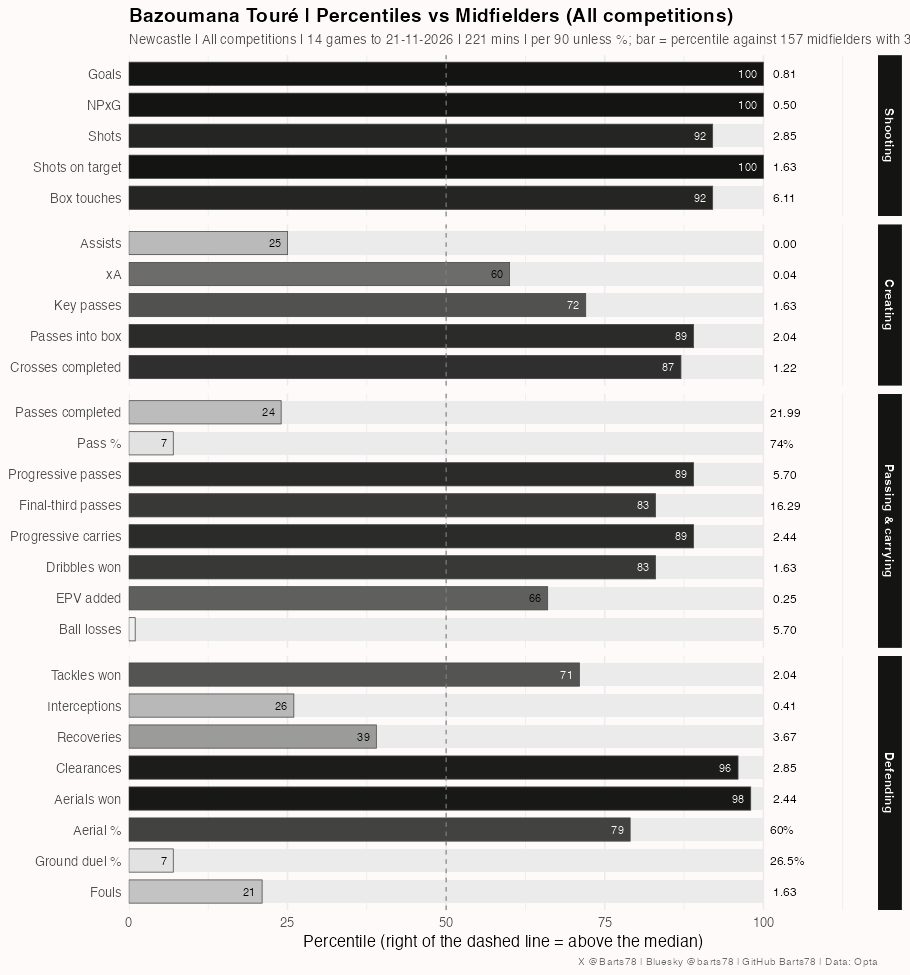 Bazoumana Touré | Percentiles vs Midfielders (All competitions)
Newcastle | All competitions | 14 games to 21-11-2026 | 221 mins | per 90 unless %; bar = percentile against 157 midfielders with 3
Goals 100 0.81
NPxG 100 0.50
Shots 92 2.85
Shots on target 100 1.63
Box touches 92 6.11
Shooting
Assists 25 0.00
xA 60 0.04
Key passes 72 1.63
Passes into box 89 2.04
Crosses completed 87 1.22
Creating
Passes completed 24 21.99
Pass % 7 74%
Progressive passes 89 5.70
Final-third passes 83 16.29
Progressive carries 89 2.44
Dribbles won 83 1.63
EPV added 66 0.25
Ball losses 5.70
Passing & carrying
Tackles won 71 2.04
Interceptions 26 0.41
Recoveries 39 3.67
Clearances 96 2.85
Aerials won 98 2.44
Aerial % 79 60%
Ground duel % 7 26.5%
Fouls 21 1.63
Defending
0 25 50 75 100
Percentile (right of the dashed line = above the median)
X @Barts78 | Bluesky @barts78 | GitHub Barts78 | Data: Opta